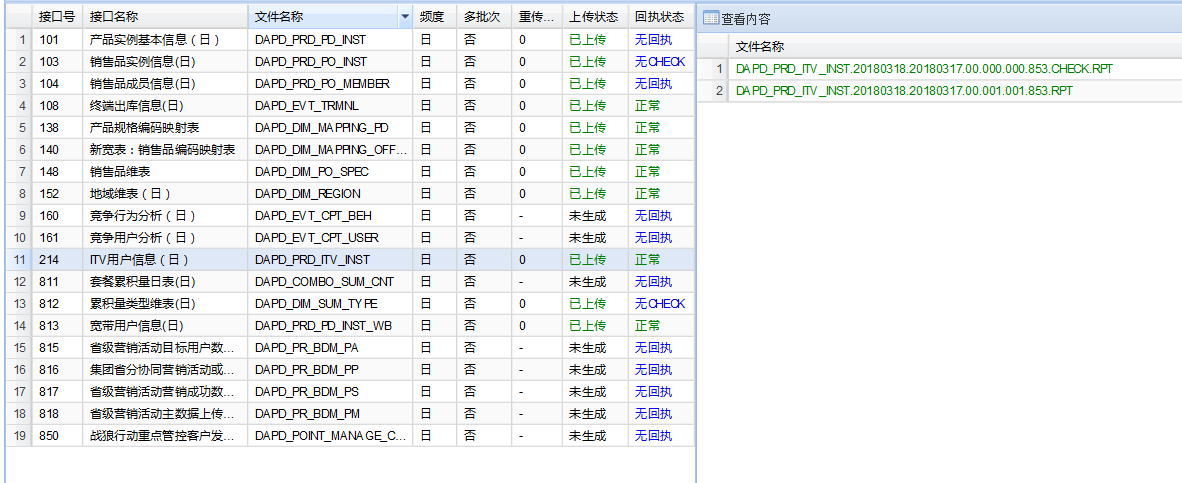 接口号 接口名称 文件名称 频度 多批次 重传... 上传状态 回执状态
1 101 产品实例基本信息（日） DAPD_PRD_PD_INST 日 否 0 已上传 无回执
2 103 销售品实例信息(日) DAPD_PRD_PO_INST 日 否 0 已上传 无CHECK
3 104 销售品成员信息(日) DAPD_PRD_PO_MEMBER 日 否 0 已上传 无回执
4 108 终端出库信息(日) DAPD_EVT_TRMNL 日 否 0 已上传 正常
5 138 产品规格编码映射表 DAPD_DIM_MAPPING_PD 日 否 0 已上传 正常
6 140 新宽表：销售品编码映射表 DAPD_DIM_MAPPING_OFF... 日 否 0 已上传 正常
7 148 销售品维表 DAPD_DIM_PO_SPEC 日 否 0 已上传 正常
8 152 地域维表（日） DAPD_DIM_REGION 日 否 0 已上传 正常
9 160 竞争行为分析（日） DAPD_EVT_CPT_BEH 日 否 - 未生成 无回执
10 161 竞争用户分析（日） DAPD_EVT_CPT_USER 日 否 - 未生成 无回执
11 214 ITV用户信息（日） DAPD_PRD_ITV_INST 日 否 0 已上传 正常
12 811 套餐累积量日表(日) DAPD_COMBO_SUM_CNT 日 否 - 未生成 无回执
13 812 累积量类型维表(日) DAPD_DIM_SUM_TYPE 日 否 0 已上传 无CHECK
14 813 宽带用户信息(日) DAPD_PRD_PD_INST_WB 日 否 0 已上传 正常
15 815 省级营销活动目标用户数... DAPD_PR_BDM_PA 日 否 - 未生成 无回执
16 816 集团省分协同营销活动或... DAPD_PR_BDM_PP 日 否 - 未生成 无回执
17 817 省级营销活动营销成功数... DAPD_PR_BDM_PS 日 否 - 未生成 无回执
18 818 省级营销活动主数据上传... DAPD_PR_BDM_PM 日 否 - 未生成 无回执
19 850 战狼行动重点管控客户发... DAPD_POINT_MANAGE_C... 日 否 - 未生成 无回执
查看内容
文件名称
1 DAPD_PRD_ITV_INST.20180318.20180317.00.000.000.853.CHECK.RPT
2 DAPD_PRD_ITV_INST.20180318.20180317.00.001.001.853.RPT